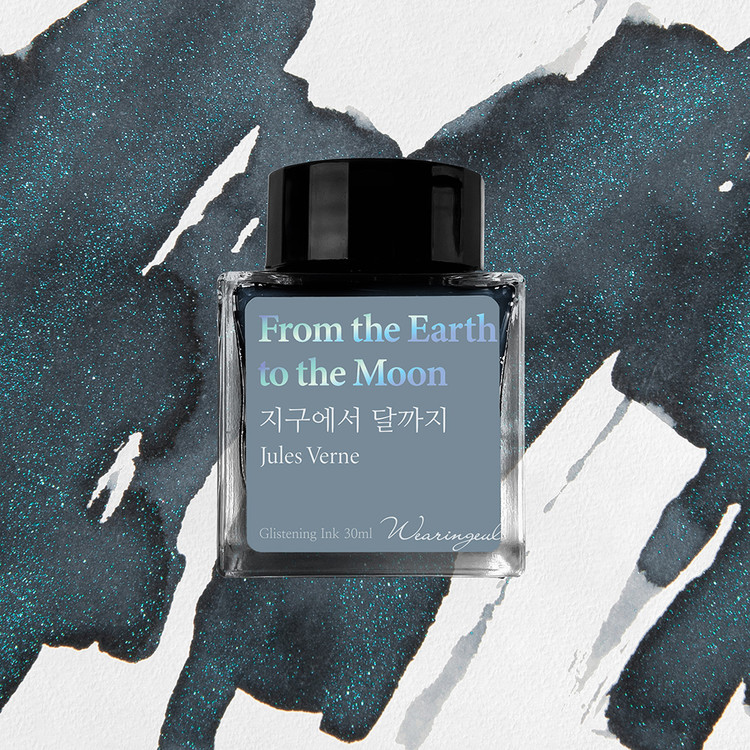 From the Earth
to the Moon
지구에서 달까지
Jules Verne
Glistening Ink 30ml Wearingeul